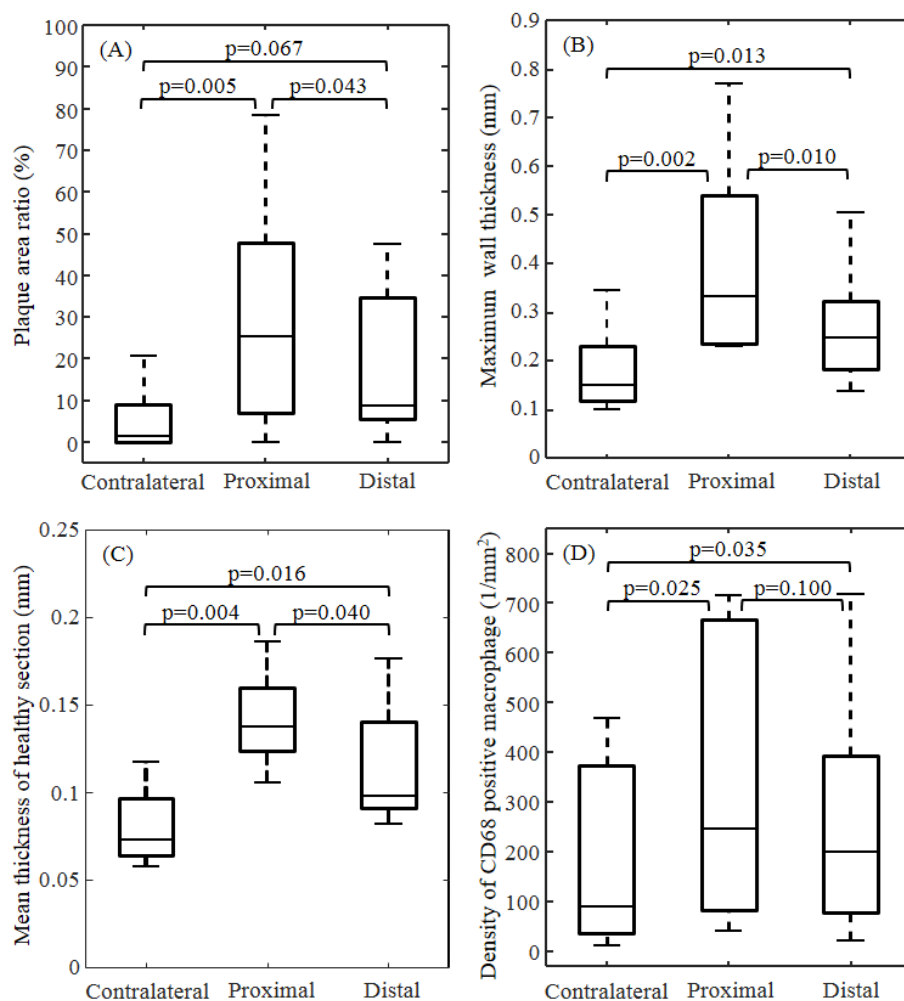 (A)
p=0.067
p=0.005
p=0.043
Plaque area ratio (%)
100
90
80
70
60
50
40
30
20
10
0
Contralateral
Proximal
Distal
(B)
p=0.013
p=0.002
p=0.010
Maximum wall thickness (mm)
0.9
0.8
0.7
0.6
0.5
0.4
0.3
0.2
0.1
0
Contralateral
Proximal
Distal
(C)
p=0.016
p=0.004
p=0.040
Mean thickness of healthy section (mm)
0.25
0.2
0.15
0.1
0.05
0
Contralateral
Proximal
Distal
(D)
p=0.035
p=0.025
p=0.100
Density of CD68 positive macrophage (1/mm²)
800
700
600
500
400
300
200
100
0
Contralateral
Proximal
Distal